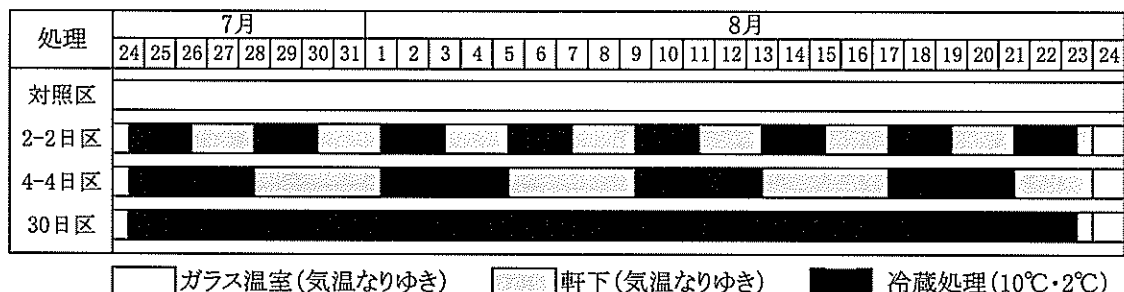 処理 7月 8月
24 25 26 27 28 29 30 31 1 2 3 4 5 6 7 8 9 10 11 12 13 14 15 16 17 18 19 20 21 22 23 24
対照区
2-2日区
4-4日区
30日区
ガラス温室(気温なりゆき) 軒下(気温なりゆき) 冷蔵処理(10℃・2℃)